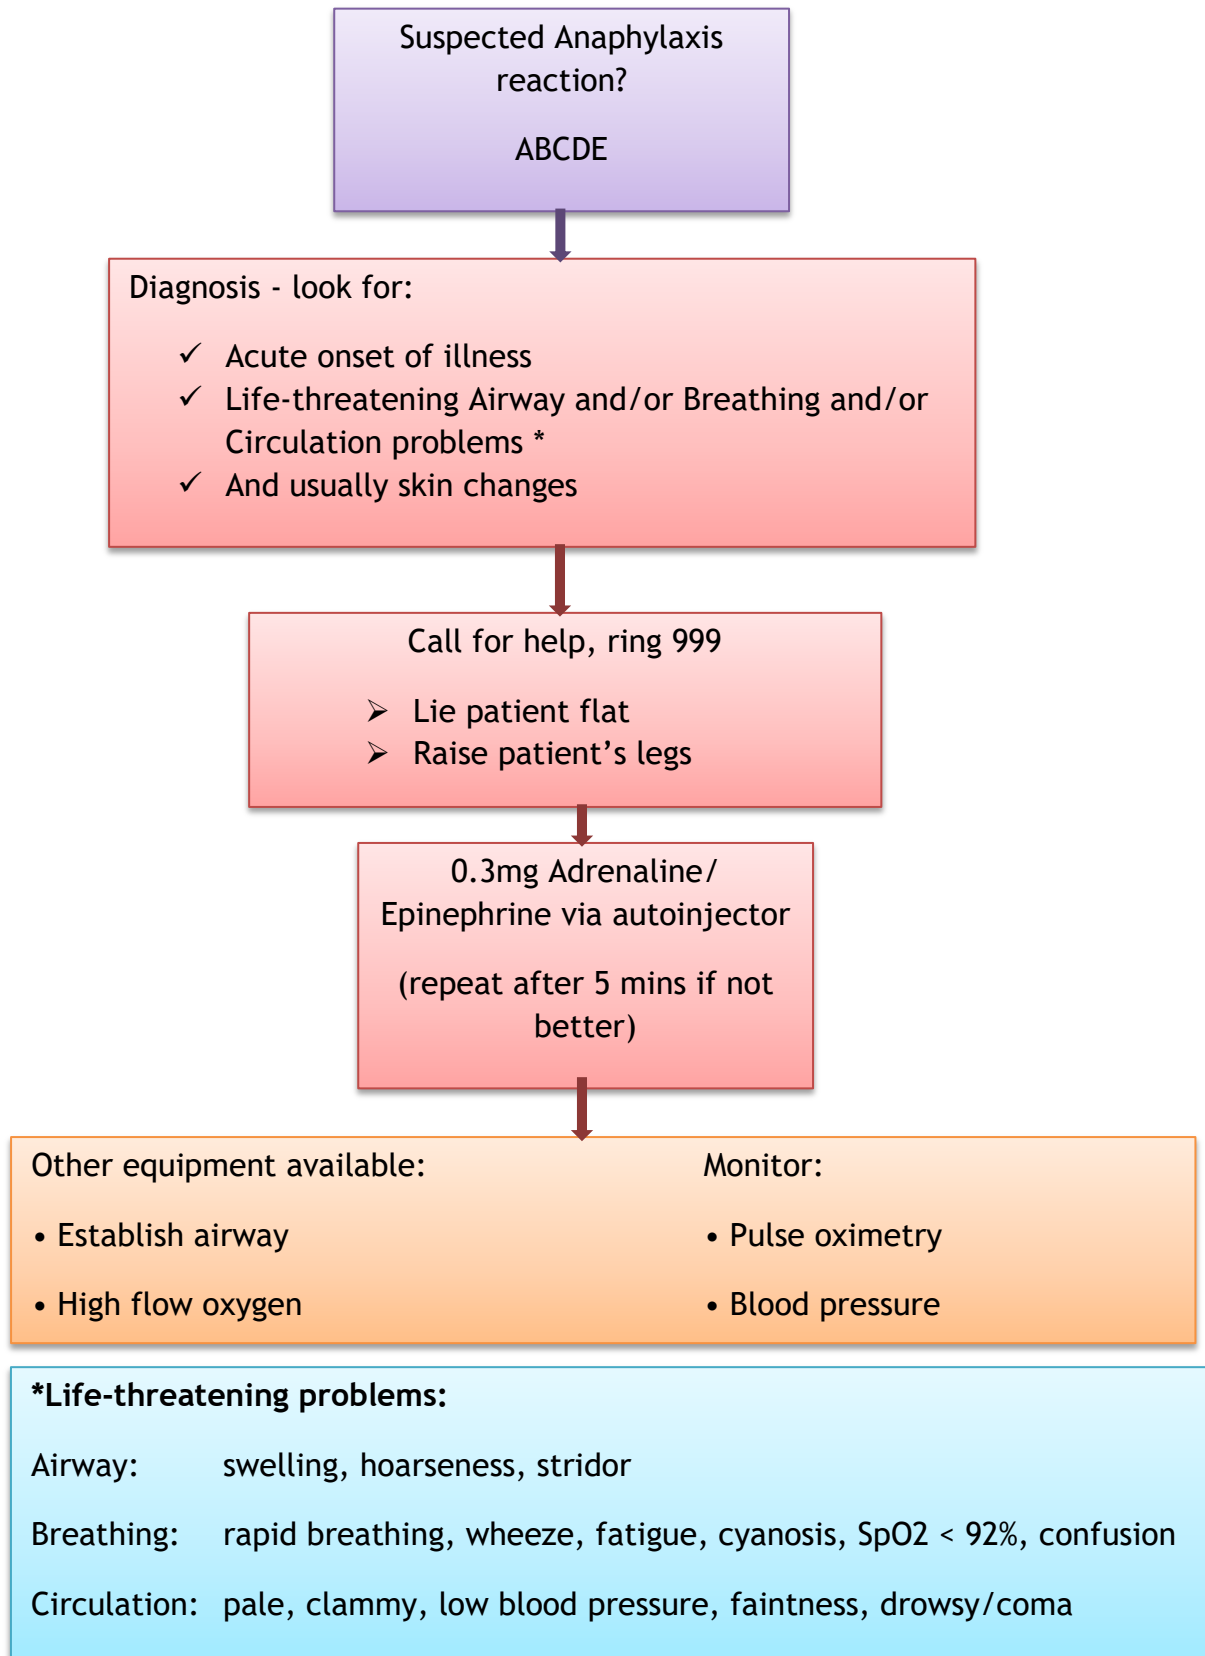 Suspected Anaphylaxis
reaction?
ABCDE
Diagnosis - look for:
✓ Acute onset of illness
✓ Life-threatening Airway and/or Breathing and/or
Circulation problems *
✓ And usually skin changes
Call for help, ring 999
➢ Lie patient flat
➢ Raise patient’s legs
0.3mg Adrenaline/
Epinephrine via autoinjector
(repeat after 5 mins if not
better)
Other equipment available:
• Establish airway
• High flow oxygen
Monitor:
• Pulse oximetry
• Blood pressure
*Life-threatening problems:
Airway: swelling, hoarseness, stridor
Breathing: rapid breathing, wheeze, fatigue, cyanosis, SpO2 < 92%, confusion
Circulation: pale, clammy, low blood pressure, faintness, drowsy/coma